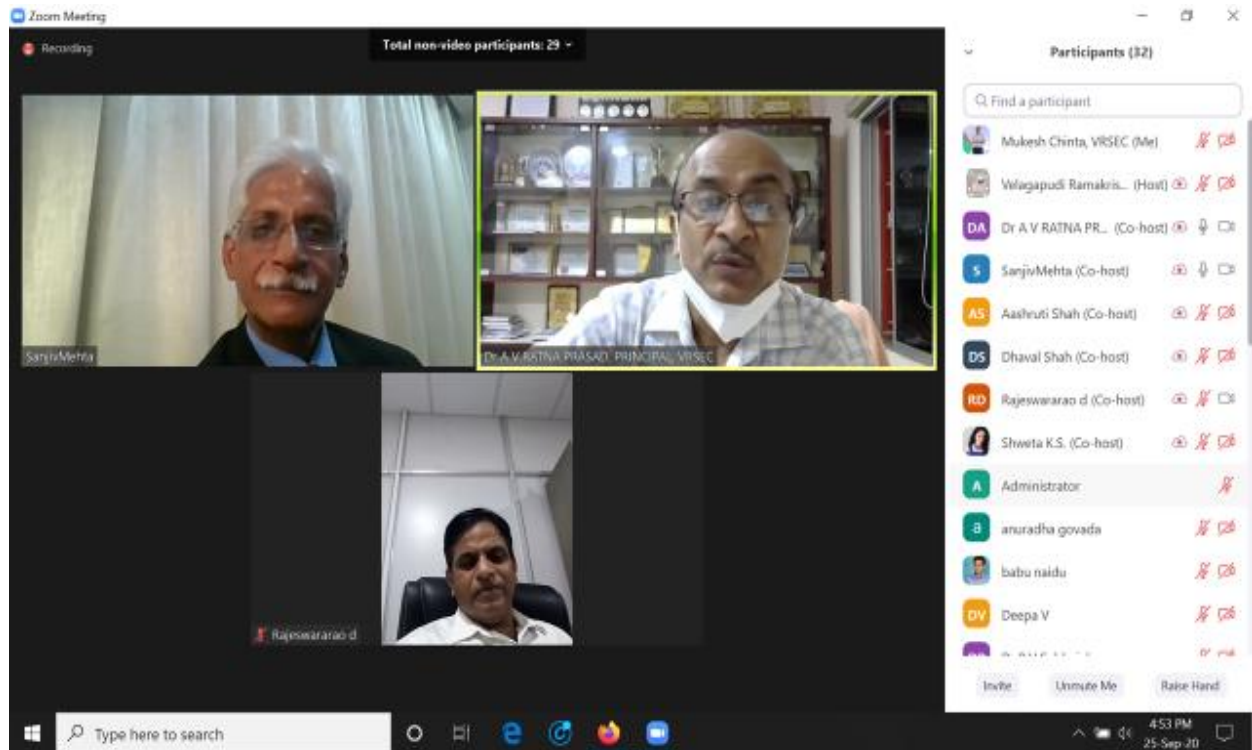 Zoom Meeting
Recording
Total non-video participants: 29
SanjivMehta
Dr A V RATNA PRASAD, PRINCIPAL, VRSEC
Rajeswararao d
Participants (32)
Find a participant
Mukesh Chinta, VRSEC (Me)
Velagapudi Ramakris... (Host)
DA Dr A V RATNA PR... (Co-host)
S SanjivMehta (Co-host)
AS Aashruti Shah (Co-host)
DS Dhaval Shah (Co-host)
RD Rajeswararao d (Co-host)
Shweta K.S. (Co-host)
A Administrator
a anuradha govada
babu naidu
DV Deepa V
Invite Unmute Me Raise Hand
Type here to search
4:53 PM
25-Sep-20